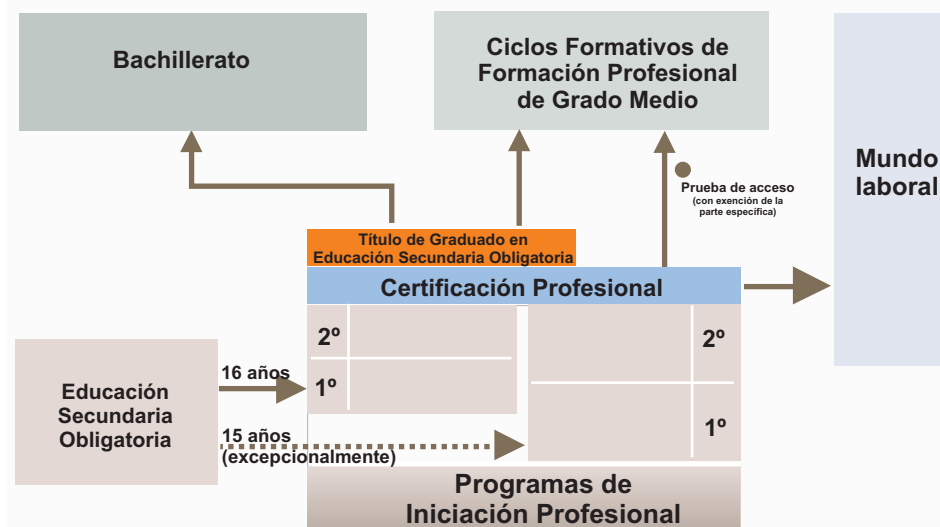 Bachillerato
Ciclos Formativos de
Formación Profesional
de Grado Medio
Mundo
laboral
Prueba de acceso
(con exención de la
parte específica)
Título de Graduado en
Educación Secundaria Obligatoria
Certificación Profesional
2º
1º
2º
1º
Educación
Secundaria
Obligatoria
16 años
15 años
(excepcionalmente)
Programas de
Iniciación Profesional